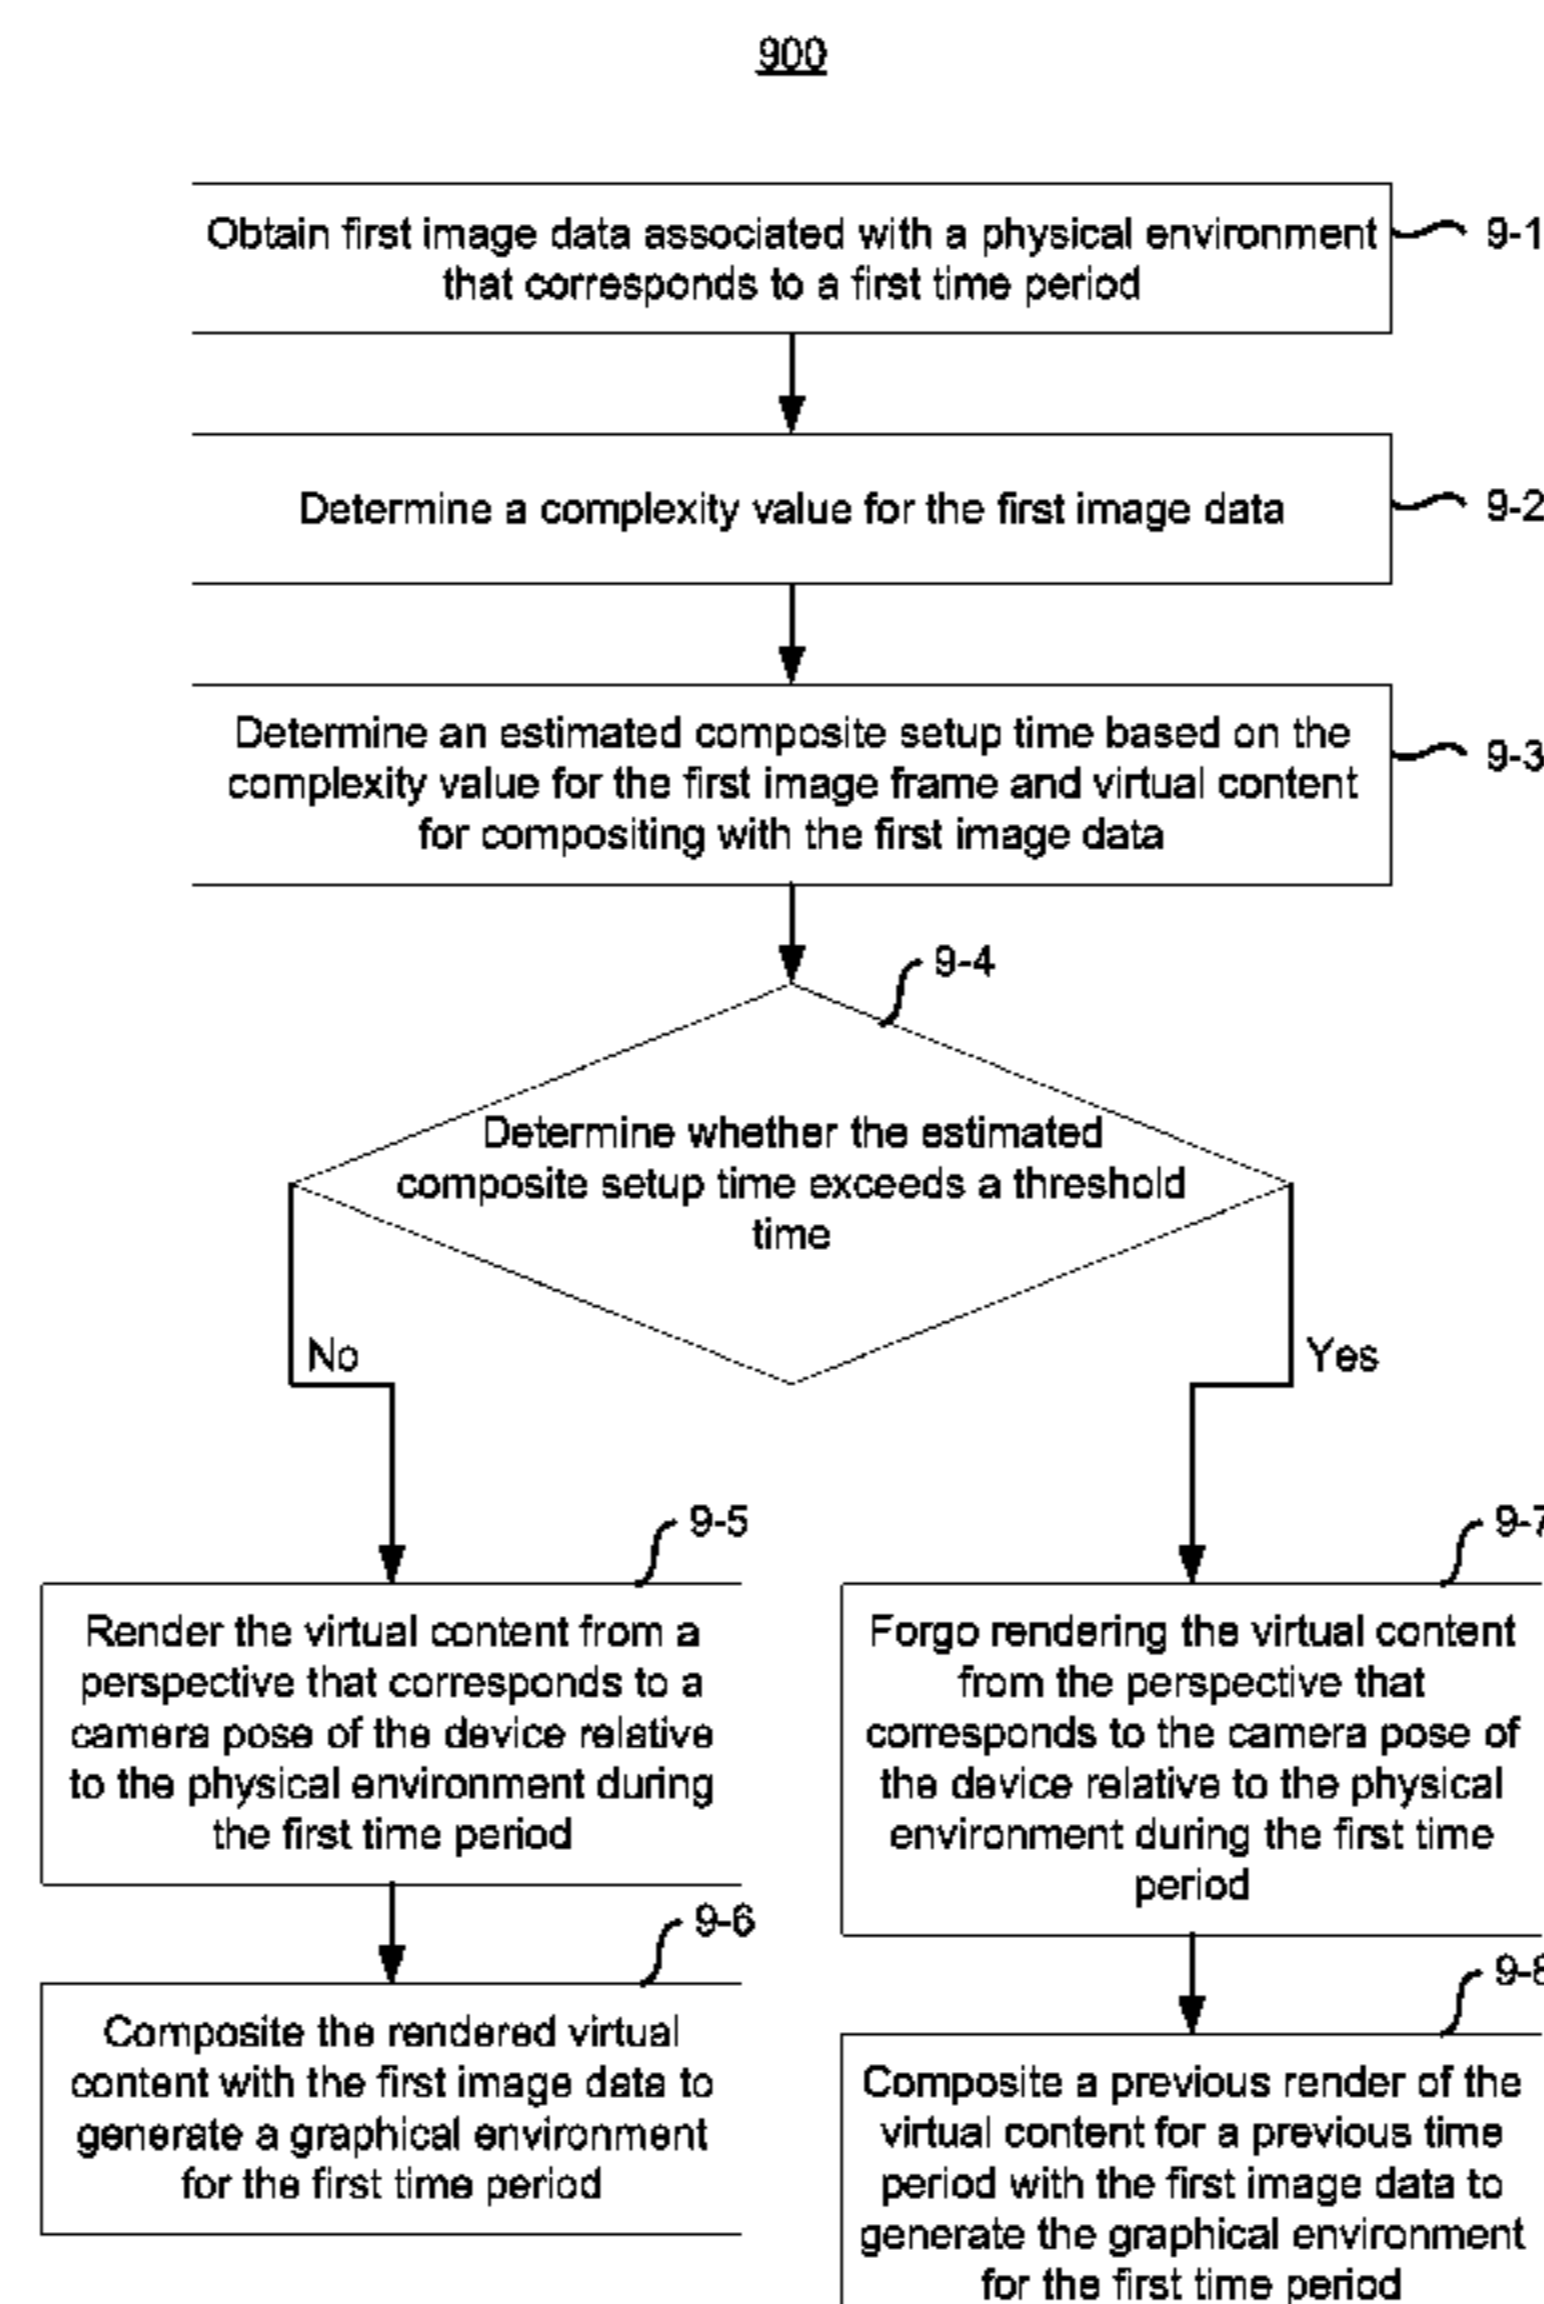 900
Obtain first image data associated with a physical environment
that corresponds to a first time period
9-1
Determine a complexity value for the first image data
9-2
Determine an estimated composite setup time based on the
complexity value for the first image frame and virtual content
for compositing with the first image data
9-3
9-4
Determine whether the estimated
composite setup time exceeds a threshold
time
No
Yes
9-5
Render the virtual content from a
perspective that corresponds to a
camera pose of the device relative
to the physical environment during
the first time period
9-6
Composite the rendered virtual
content with the first image data to
generate a graphical environment
for the first time period
9-7
Forgo rendering the virtual content
from the perspective that
corresponds to the camera pose of
the device relative to the physical
environment during the first time
period
9-8
Composite a previous render of the
virtual content for a previous time
period with the first image data to
generate the graphical environment
for the first time period